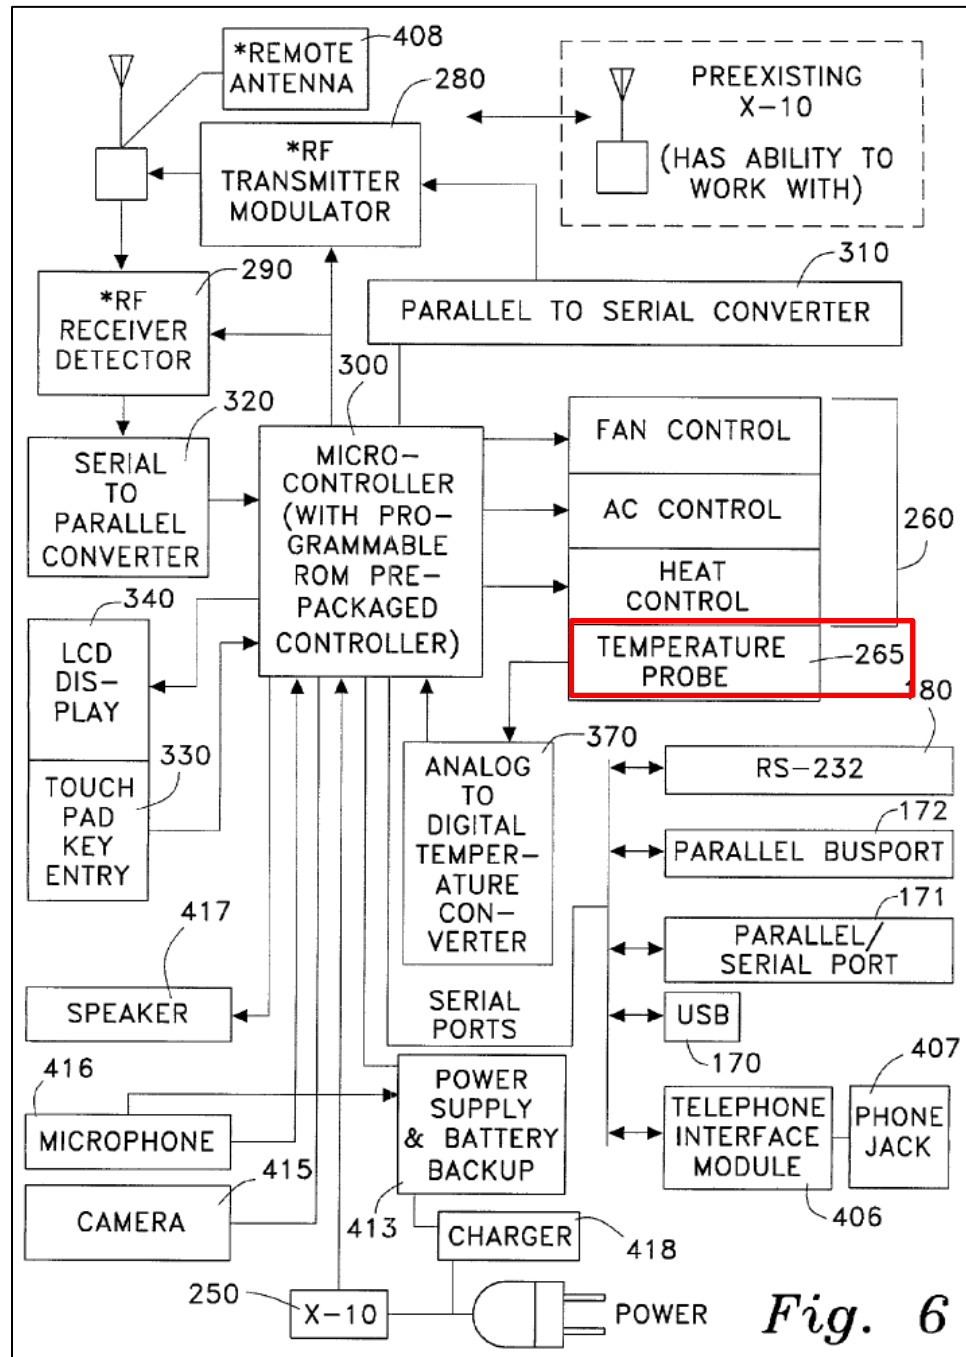 *REMOTE
ANTENNA
408
280
*RF
TRANSMITTER
MODULATOR
PREEXISTING
X-10
(HAS ABILITY TO
WORK WITH)
290
*RF
RECEIVER
DETECTOR
310
PARALLEL TO SERIAL CONVERTER
300
320
SERIAL
TO
PARALLEL
CONVERTER
MICRO-
CONTROLLER
(WITH PRO-
GRAMMABLE
ROM PRE-
PACKAGED
CONTROLLER)
FAN CONTROL
AC CONTROL
HEAT
CONTROL
260
TEMPERATURE
PROBE
265
340
LCD
DIS-
PLAY
330
TOUCH
PAD
KEY
ENTRY
370
ANALOG
TO
DIGITAL
TEMPER-
ATURE
CON-
VERTER
180
RS-232
172
PARALLEL BUSPORT
171
PARALLEL/
SERIAL PORT
USB
170
417
SPEAKER
SERIAL
PORTS
416
MICROPHONE
POWER
SUPPLY
& BATTERY
BACKUP
413
407
TELEPHONE
INTERFACE
MODULE
406
PHONE
JACK
415
CAMERA
CHARGER
418
250
X-10
POWER
Fig. 6